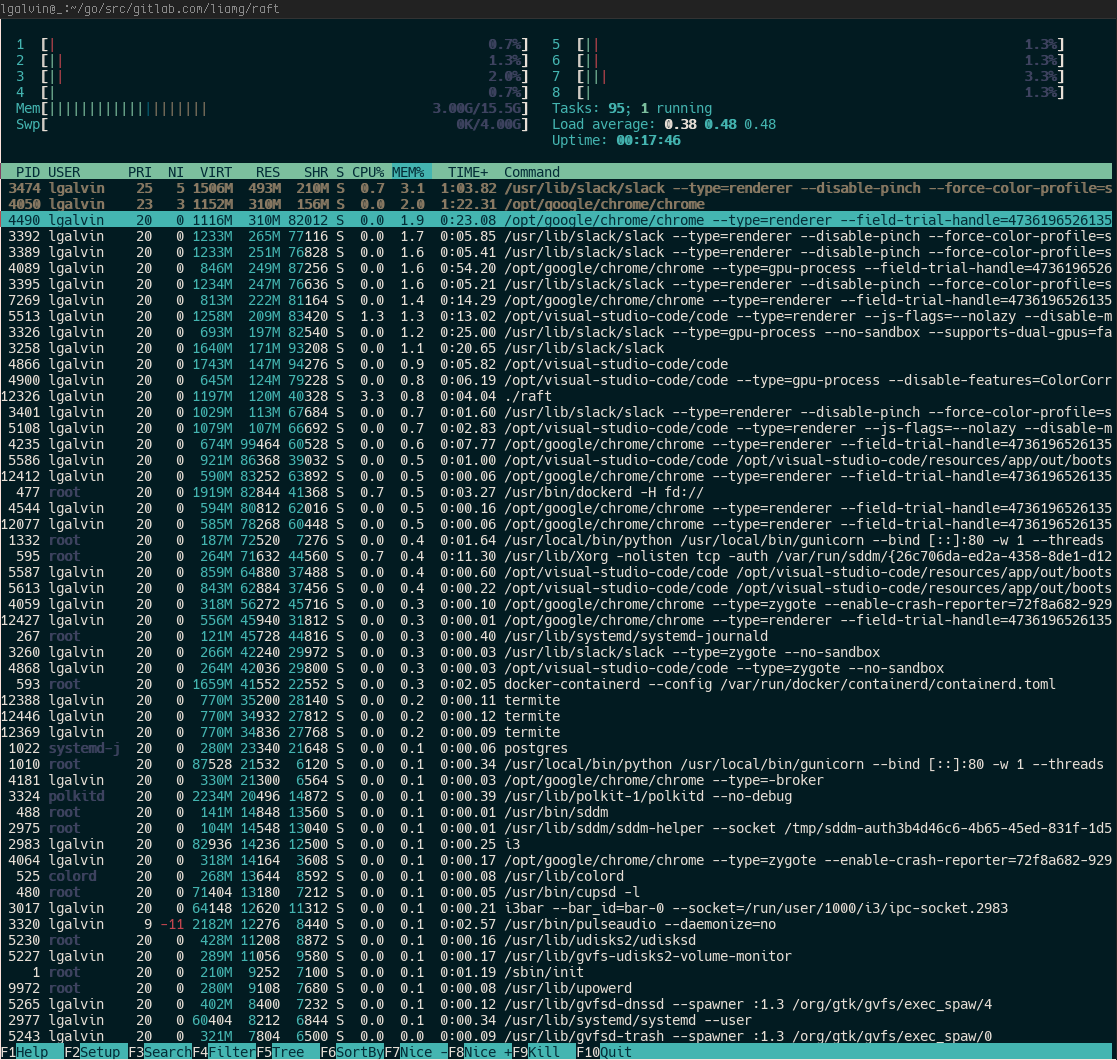 lgalvin@_:~/go/src/gitlab.com/liamg/raft
1 [| 0.7%] 5 [|| 1.3%]
2 [|| 1.3%] 6 [|| 1.3%]
3 [|| 2.0%] 7 [||| 3.3%]
4 [| 0.7%] 8 [| 1.3%]
Mem[|||||||||||||||||||| 3.00G/15.5G] Tasks: 95; 1 running
Swp[ 0K/4.00G] Load average: 0.38 0.48 0.48
Uptime: 00:17:46
PID USER PRI NI VIRT RES SHR S CPU% MEM% TIME+ Command
3474 lgalvin 25 5 1506M 493M 210M S 0.7 3.1 1:03.82 /usr/lib/slack/slack --type=renderer --disable-pinch --force-color-profile=s
4050 lgalvin 23 3 1152M 310M 156M S 0.0 2.0 1:22.31 /opt/google/chrome/chrome
4490 lgalvin 20 0 1116M 310M 82012 S 0.0 1.9 0:23.08 /opt/google/chrome/chrome --type=renderer --field-trial-handle=4736196526135
3392 lgalvin 20 0 1233M 265M 77116 S 0.0 1.7 0:05.85 /usr/lib/slack/slack --type=renderer --disable-pinch --force-color-profile=s
3389 lgalvin 20 0 1233M 251M 76828 S 0.0 1.6 0:05.41 /usr/lib/slack/slack --type=renderer --disable-pinch --force-color-profile=s
4089 lgalvin 20 0 846M 249M 87256 S 0.0 1.6 0:54.20 /opt/google/chrome/chrome --type=gpu-process --field-trial-handle=4736196526
3395 lgalvin 20 0 1234M 247M 76636 S 0.0 1.6 0:05.21 /usr/lib/slack/slack --type=renderer --disable-pinch --force-color-profile=s
7269 lgalvin 20 0 813M 222M 81164 S 0.0 1.4 0:14.29 /opt/google/chrome/chrome --type=renderer --field-trial-handle=4736196526135
5513 lgalvin 20 0 1258M 209M 83420 S 1.3 1.3 0:13.02 /opt/visual-studio-code/code --type=renderer --js-flags=--nolazy --disable-m
3326 lgalvin 20 0 693M 197M 82540 S 0.0 1.2 0:25.00 /usr/lib/slack/slack --type=gpu-process --no-sandbox --supports-dual-gpus=fa
3258 lgalvin 20 0 1640M 171M 93208 S 0.0 1.1 0:20.65 /usr/lib/slack/slack
4866 lgalvin 20 0 1743M 147M 94276 S 0.0 0.9 0:05.82 /opt/visual-studio-code/code
4900 lgalvin 20 0 645M 124M 79228 S 0.0 0.8 0:06.19 /opt/visual-studio-code/code --type=gpu-process --disable-features=ColorCorr
12326 lgalvin 20 0 1197M 120M 40328 S 3.3 0.8 0:04.04 ./raft
3401 lgalvin 20 0 1029M 113M 67684 S 0.0 0.7 0:01.60 /usr/lib/slack/slack --type=renderer --disable-pinch --force-color-profile=s
5108 lgalvin 20 0 1079M 107M 66692 S 0.0 0.7 0:02.83 /opt/visual-studio-code/code --type=renderer --js-flags=--nolazy --disable-m
4235 lgalvin 20 0 674M 99464 60528 S 0.0 0.6 0:07.77 /opt/google/chrome/chrome --type=renderer --field-trial-handle=4736196526135
5586 lgalvin 20 0 921M 86368 39032 S 0.0 0.5 0:01.00 /opt/visual-studio-code/code /opt/visual-studio-code/resources/app/out/boots
12412 lgalvin 20 0 590M 83252 63892 S 0.0 0.5 0:00.06 /opt/google/chrome/chrome --type=renderer --field-trial-handle=4736196526135
477 root 20 0 1919M 82844 41368 S 0.7 0.5 0:03.27 /usr/bin/dockerd -H fd://
4544 lgalvin 20 0 594M 80812 62016 S 0.0 0.5 0:00.16 /opt/google/chrome/chrome --type=renderer --field-trial-handle=4736196526135
12077 lgalvin 20 0 585M 78268 60448 S 0.0 0.5 0:00.06 /opt/google/chrome/chrome --type=renderer --field-trial-handle=4736196526135
1332 root 20 0 187M 72520 7276 S 0.0 0.4 0:01.64 /usr/local/bin/python /usr/local/bin/gunicorn --bind [::]:80 -w 1 --threads
595 root 20 0 264M 71632 44560 S 0.7 0.4 0:11.30 /usr/lib/Xorg -nolisten tcp -auth /var/run/sddm/{26c706da-ed2a-4358-8de1-d12
5587 lgalvin 20 0 859M 64880 37488 S 0.0 0.4 0:00.60 /opt/visual-studio-code/code /opt/visual-studio-code/resources/app/out/boots
5613 lgalvin 20 0 843M 62884 37456 S 0.0 0.4 0:00.22 /opt/visual-studio-code/code /opt/visual-studio-code/resources/app/out/boots
4059 lgalvin 20 0 318M 56272 45716 S 0.0 0.3 0:00.10 /opt/google/chrome/chrome --type=zygote --enable-crash-reporter=72f8a682-929
12427 lgalvin 20 0 556M 45940 31812 S 0.0 0.3 0:00.01 /opt/google/chrome/chrome --type=renderer --field-trial-handle=4736196526135
267 root 20 0 121M 45728 44816 S 0.0 0.3 0:00.40 /usr/lib/systemd/systemd-journald
3260 lgalvin 20 0 266M 42240 29972 S 0.0 0.3 0:00.03 /usr/lib/slack/slack --type=zygote --no-sandbox
4868 lgalvin 20 0 264M 42036 29800 S 0.0 0.3 0:00.03 /opt/visual-studio-code/code --type=zygote --no-sandbox
593 root 20 0 1659M 41552 22552 S 0.0 0.3 0:02.05 docker-containerd --config /var/run/docker/containerd/containerd.toml
12388 lgalvin 20 0 770M 35200 28140 S 0.0 0.2 0:00.11 termite
12446 lgalvin 20 0 770M 34932 27812 S 0.0 0.2 0:00.12 termite
12369 lgalvin 20 0 770M 34836 27768 S 0.0 0.2 0:00.09 termite
1022 systemd-j 20 0 280M 23340 21648 S 0.0 0.1 0:00.06 postgres
1010 root 20 0 87528 21532 6120 S 0.0 0.1 0:00.34 /usr/local/bin/python /usr/local/bin/gunicorn --bind [::]:80 -w 1 --threads
4181 lgalvin 20 0 330M 21300 6564 S 0.0 0.1 0:00.03 /opt/google/chrome/chrome --type=-broker
3324 polkitd 20 0 2234M 20496 14872 S 0.0 0.1 0:00.39 /usr/lib/polkit-1/polkitd --no-debug
488 root 20 0 141M 14848 13560 S 0.0 0.1 0:00.01 /usr/bin/sddm
2975 root 20 0 104M 14548 13040 S 0.0 0.1 0:00.01 /usr/lib/sddm/sddm-helper --socket /tmp/sddm-auth3b4d46c6-4b65-45ed-831f-1d5
2983 lgalvin 20 0 82936 14236 12500 S 0.0 0.1 0:00.25 i3
4064 lgalvin 20 0 318M 14164 3608 S 0.0 0.1 0:00.17 /opt/google/chrome/chrome --type=zygote --enable-crash-reporter=72f8a682-929
525 colord 20 0 268M 13644 8592 S 0.0 0.1 0:00.08 /usr/lib/colord
480 root 20 0 71404 13180 7212 S 0.0 0.1 0:00.05 /usr/bin/cupsd -l
3017 lgalvin 20 0 64148 12620 11312 S 0.0 0.1 0:00.21 i3bar --bar_id=bar-0 --socket=/run/user/1000/i3/ipc-socket.2983
3320 lgalvin 9 -11 2182M 12276 8440 S 0.0 0.1 0:02.57 /usr/bin/pulseaudio --daemonize=no
5230 root 20 0 428M 11208 8872 S 0.0 0.1 0:00.16 /usr/lib/udisks2/udisksd
5227 lgalvin 20 0 289M 11056 9580 S 0.0 0.1 0:00.17 /usr/lib/gvfs-udisks2-volume-monitor
1 root 20 0 210M 9252 7100 S 0.0 0.1 0:01.19 /sbin/init
9972 root 20 0 280M 9108 7680 S 0.0 0.1 0:00.08 /usr/lib/upowerd
5265 lgalvin 20 0 402M 8400 7232 S 0.0 0.1 0:00.12 /usr/lib/gvfsd-dnssd --spawner :1.3 /org/gtk/gvfs/exec_spaw/4
2977 lgalvin 20 0 60404 8212 6844 S 0.0 0.1 0:00.34 /usr/lib/systemd/systemd --user
5243 lgalvin 20 0 321M 7804 6500 S 0.0 0.0 0:00.09 /usr/lib/gvfsd-trash --spawner :1.3 /org/gtk/gvfs/exec_spaw/0
F1Help F2Setup F3SearchF4FilterF5Tree F6SortByF7Nice -F8Nice +F9Kill F10Quit